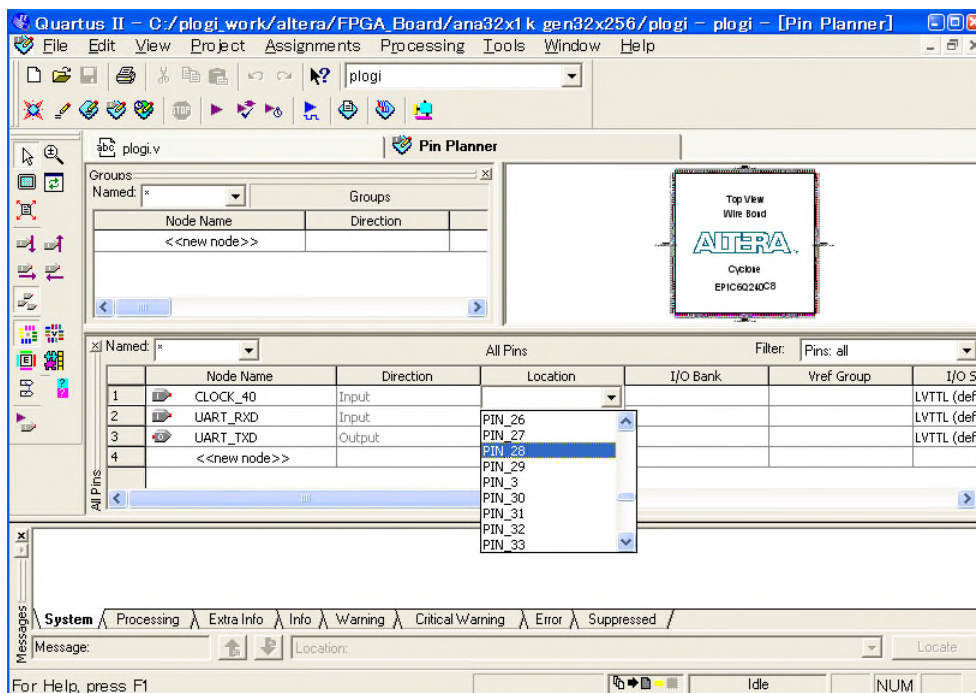 Quartus II - C:/plogi_work/altera/FPGA_Board/ana32x1k gen32x256/plogi - plogi - [Pin Planner]
File Edit View Project Assignments Processing Tools Window Help
plogi
STOP
abc plogi.v
Pin Planner
Groups
Named: *
Groups
Node Name Direction
<<new node>>
Top View
Wire Bond
ALTERA
Cyclone
EP1C6Q240C8
Named: * All Pins Filter: Pins: all
Node Name Direction Location I/O Bank Vref Group I/O S
1 CLOCK_40 Input LVTTL (def
2 UART_RXD Input LVTTL (def
3 UART_TXD Output LVTTL (def
4 <<new node>>
PIN_26
PIN_27
PIN_28
PIN_29
PIN_3
PIN_30
PIN_31
PIN_32
PIN_33
All Pins
Messages
System Processing Extra Info Info Warning Critical Warning Error Suppressed
Message: Location: Locate
For Help, press F1 Idle NUM